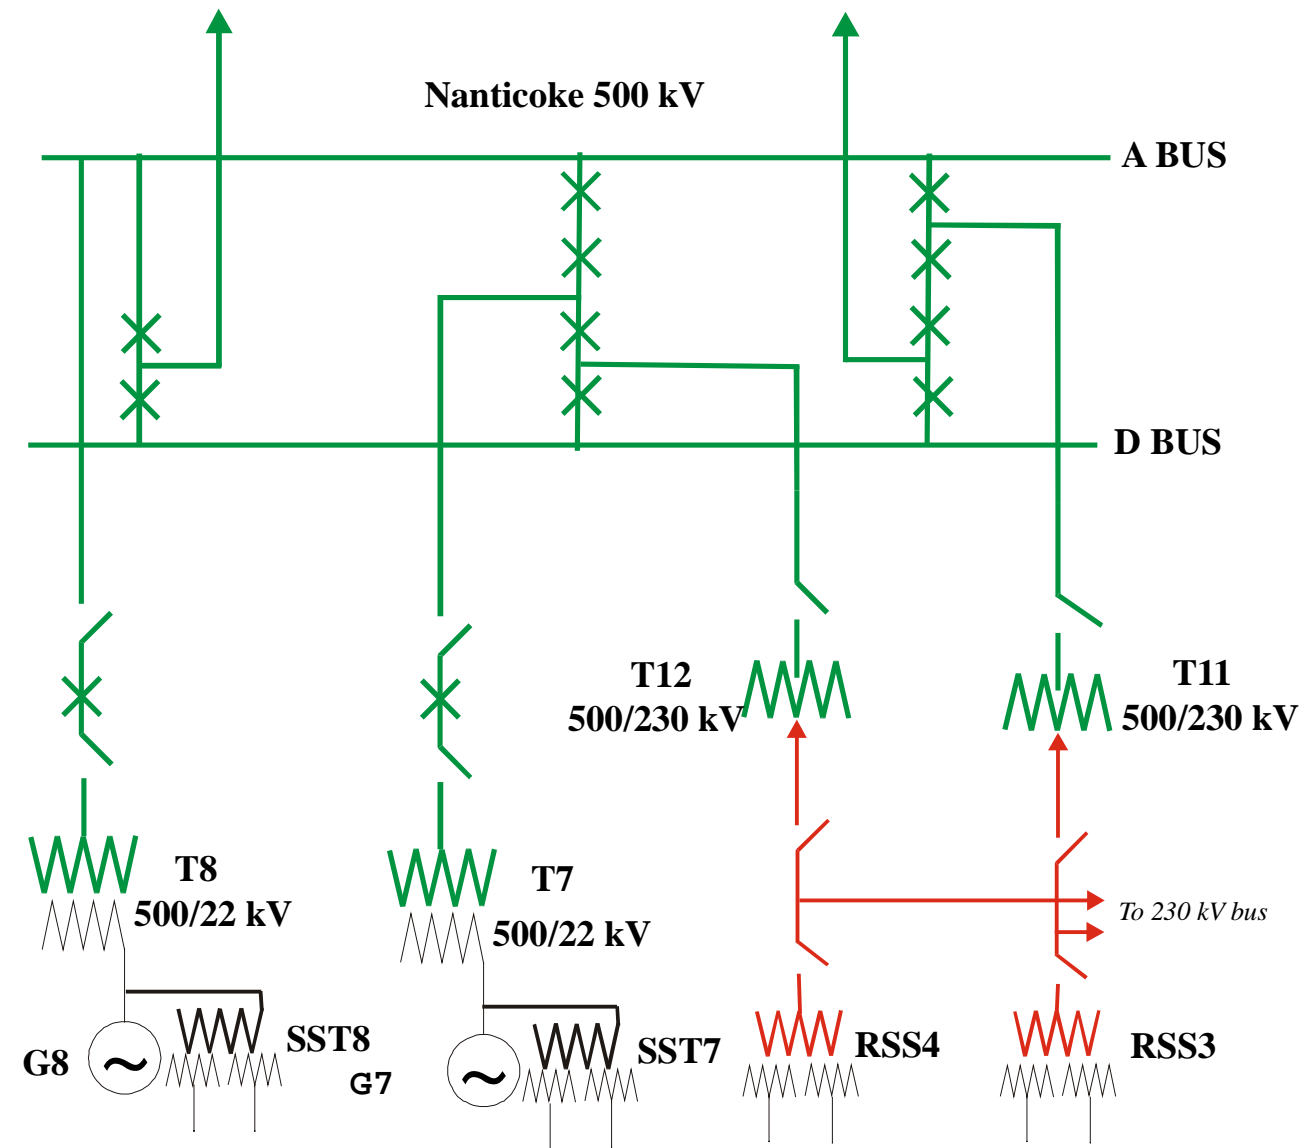 Nanticoke 500 kV
A BUS
D BUS
T12
500/230 kV
T11
500/230 kV
T8
500/22 kV
T7
500/22 kV
To 230 kV bus
G8
SST8
G7
SST7
RSS4
RSS3